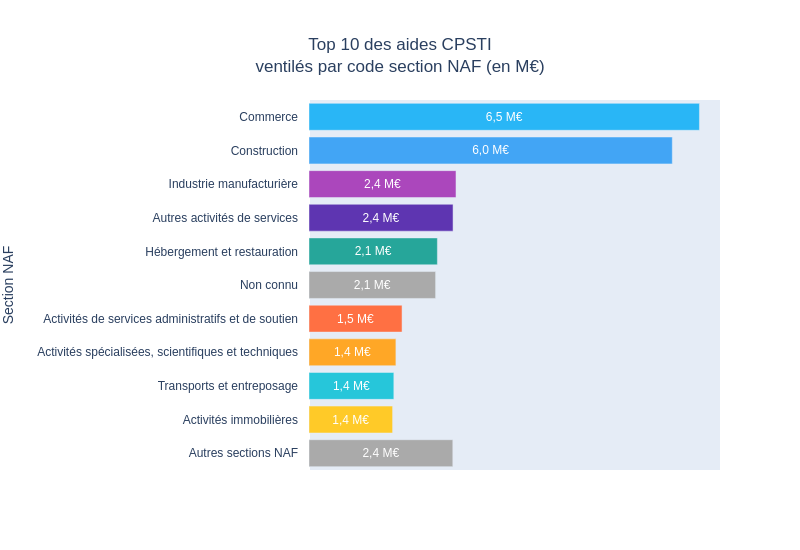 Top 10 des aides CPSTI
ventilés par code section NAF (en M€)
Section NAF
Commerce 6,5 M€
Construction 6,0 M€
Industrie manufacturière 2,4 M€
Autres activités de services 2,4 M€
Hébergement et restauration 2,1 M€
Non connu 2,1 M€
Activités de services administratifs et de soutien 1,5 M€
Activités spécialisées, scientifiques et techniques 1,4 M€
Transports et entreposage 1,4 M€
Activités immobilières 1,4 M€
Autres sections NAF 2,4 M€